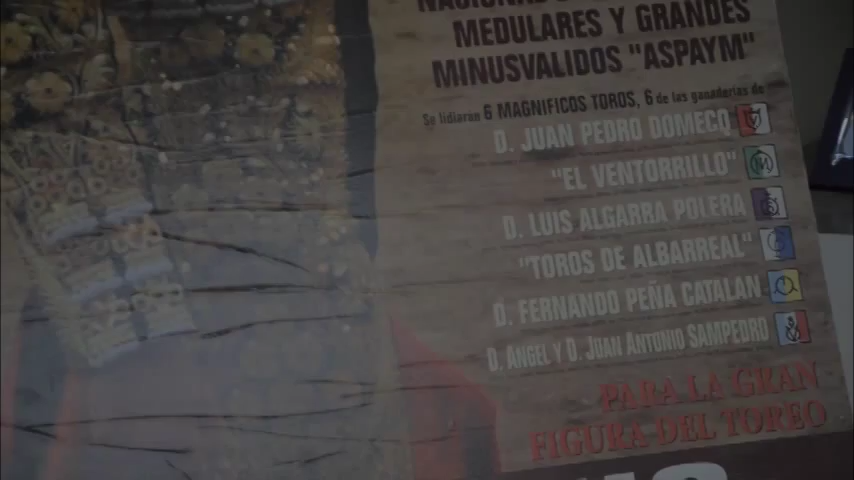 MEDULARES Y GRANDES
MINUSVALIDOS "ASPAYM"
Se lidiarán 6 MAGNIFICOS TOROS, 6 de las ganaderías de
D. JUAN PEDRO DOMECQ
"EL VENTORRILLO"
D. LUIS ALGARRA POLERA
"TOROS DE ALBARREAL"
D. FERNANDO PEÑA CATALAN
D. ANGEL Y D. JUAN ANTONIO SAMPEDRO
PARA LA GRAN
FIGURA DEL TOREO